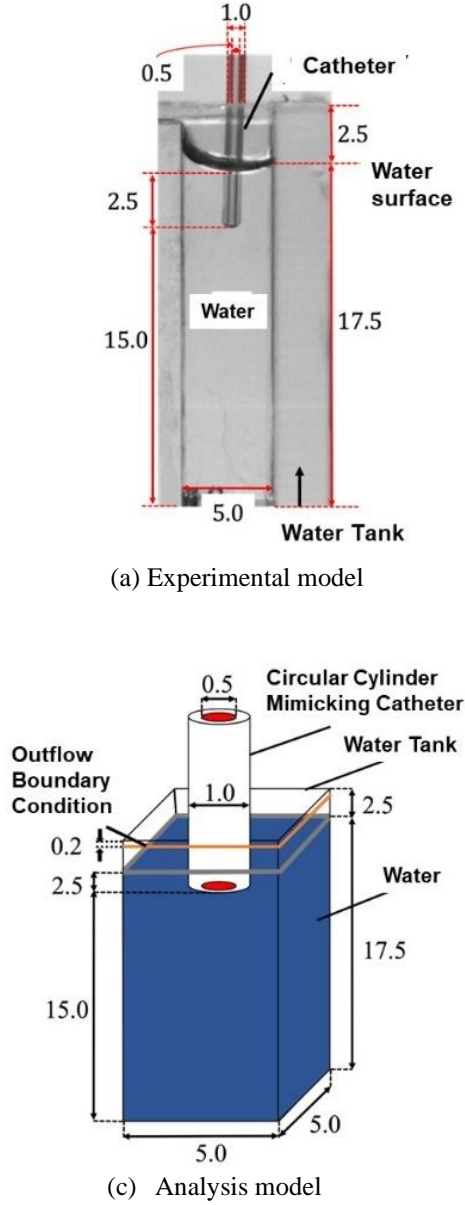 1.0
0.5
Catheter
2.5
2.5
Water
surface
Water
15.0
17.5
5.0
Water Tank
(a) Experimental model
0.5
Circular Cylinder
Mimicking Catheter
Water Tank
Outflow
Boundary
Condition
1.0
2.5
0.2
2.5
Water
17.5
15.0
5.0
5.0
(c) Analysis model